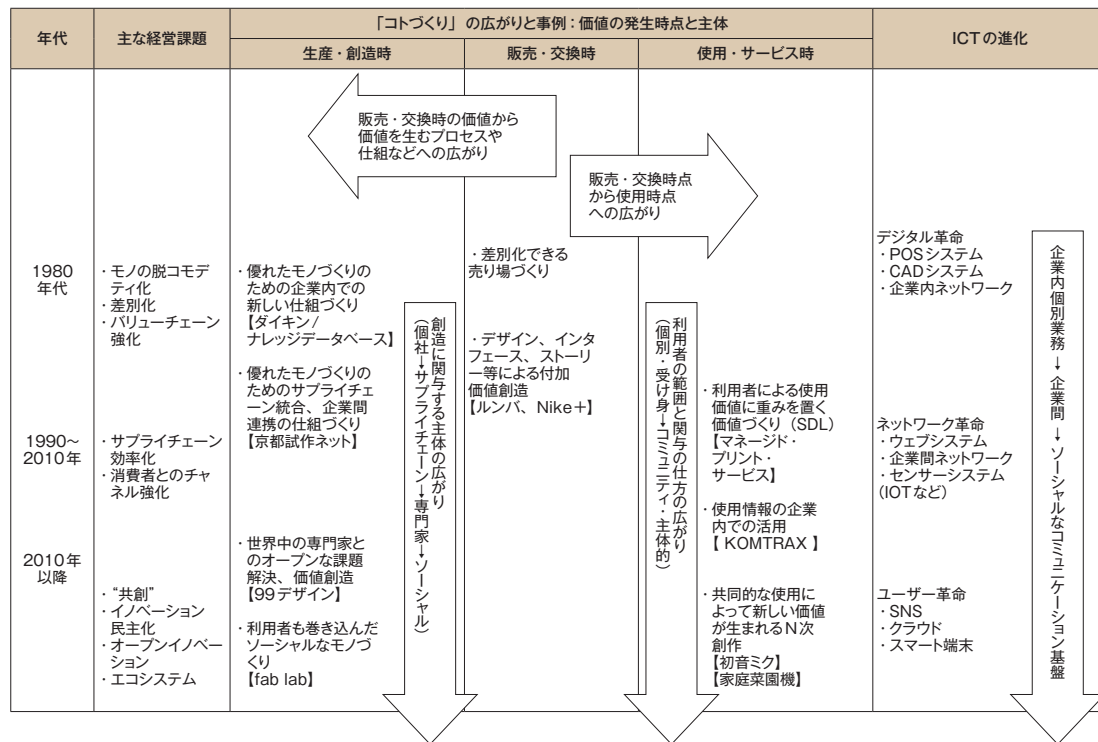 年代
主な経営課題
「コトづくり」の広がりと事例：価値の発生時点と主体
生産・創造時
販売・交換時
使用・サービス時
ICTの進化
販売・交換時の価値から
価値を生むプロセスや
仕組などへの広がり
販売・交換時点
から使用時点
への広がり
1980
年代
・モノの脱コモデ
ティ化
・差別化
・バリューチェーン
強化
・優れたモノづくりの
ための企業内での
新しい仕組づくり
【ダイキン/
ナレッジデータベース】
・差別化できる
売り場づくり
デジタル革命
・POSシステム
・CADシステム
・企業内ネットワーク
・優れたモノづくりの
ためのサプライチェ
ーン統合、企業間
連携の仕組づくり
【京都試作ネット】
・デザイン、インタ
フェース、ストーリ
ー等による付加
価値創造
【ルンバ、Nike＋】
1990～
2010年
・サプライチェーン
効率化
・消費者とのチャ
ネル強化
・利用者による使用
価値に重みを置く
価値づくり（SDL）
【マネージド・
プリント・
サービス】
・使用情報の企業
内での活用
【 KOMTRAX 】
ネットワーク革命
・ウェブシステム
・企業間ネットワーク
・センサーシステム
(IOTなど)
2010年
以降
・“共創”
・イノベーション
民主化
・オープンイノベー
ション
・エコシステム
・世界中の専門家と
のオープンな課題
解決、価値創造
【99デザイン】
・利用者も巻き込んだ
ソーシャルなモノづ
くり
【fab lab】
・共同的な使用に
よって新しい価値
が生まれるN次
創作
【初音ミク】
【家庭菜園機】
ユーザー革命
・SNS
・クラウド
・スマート端末
創造に関与する主体の広がり
（個社→サプライチェーン→専門家→ソーシャル）
利用者の範囲と関与の仕方の広がり
（個別・受け身→コミュニティ・主体的）
企業内個別業務→企業間→ソーシャルなコミュニケーション基盤